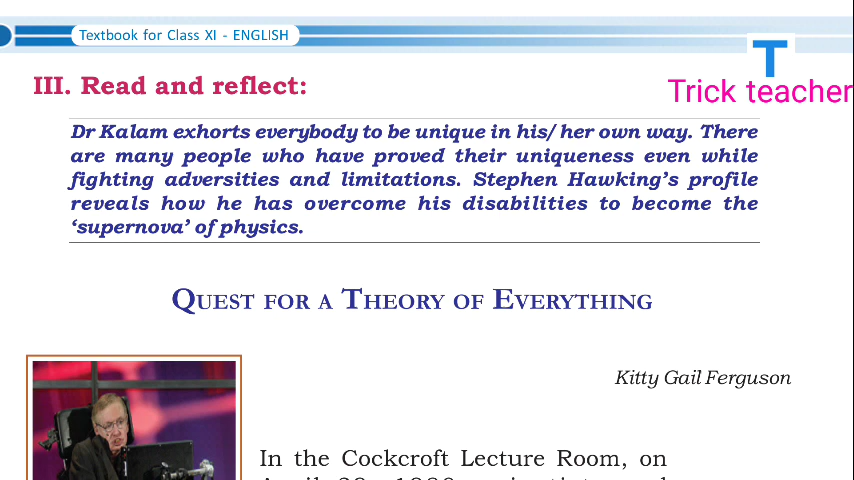 Textbook for Class XI - ENGLISH
T
Trick teacher
III. Read and reflect:
Dr Kalam exhorts everybody to be unique in his/her own way. There
are many people who have proved their uniqueness even while
fighting adversities and limitations. Stephen Hawking's profile
reveals how he has overcome his disabilities to become the
'supernova' of physics.
QUEST FOR A THEORY OF EVERYTHING
Kitty Gail Ferguson
In the Cockcroft Lecture Room, on